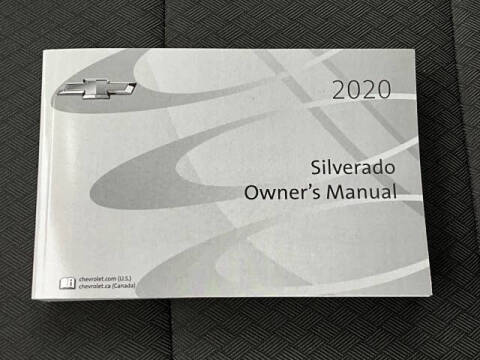 2020
Silverado
Owner's Manual
chevrolet.com (U.S.)
chevrolet.ca (Canada)